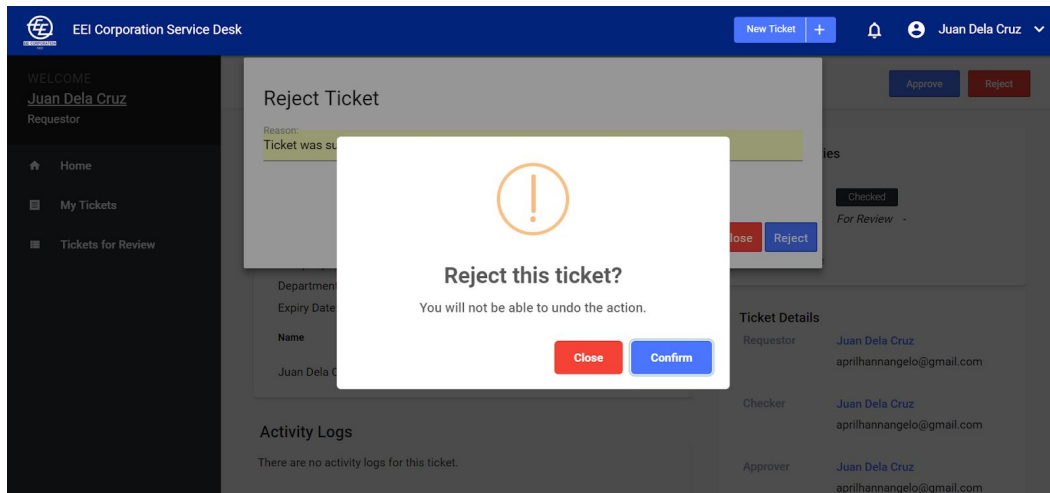 EEI Corporation Service Desk
New Ticket +
Juan Dela Cruz
WELCOME
Juan Dela Cruz
Requestor
Home
My Tickets
Tickets for Review
Approve
Reject
Reject Ticket
Reason:
Ticket was
Reject
Reject this ticket?
You will not be able to undo the action.
Close
Confirm
Expiry Date
Name
Juan Dela
Activity Logs
There are no activity logs for this ticket.
Checked
For Review -
Ticket Details
Requestor
Juan Dela Cruz
aprilhannangelo@gmail.com
Checker
Juan Dela Cruz
aprilhannangelo@gmail.com
Approver
Juan Dela Cruz
aprilhannangelo@gmail.com